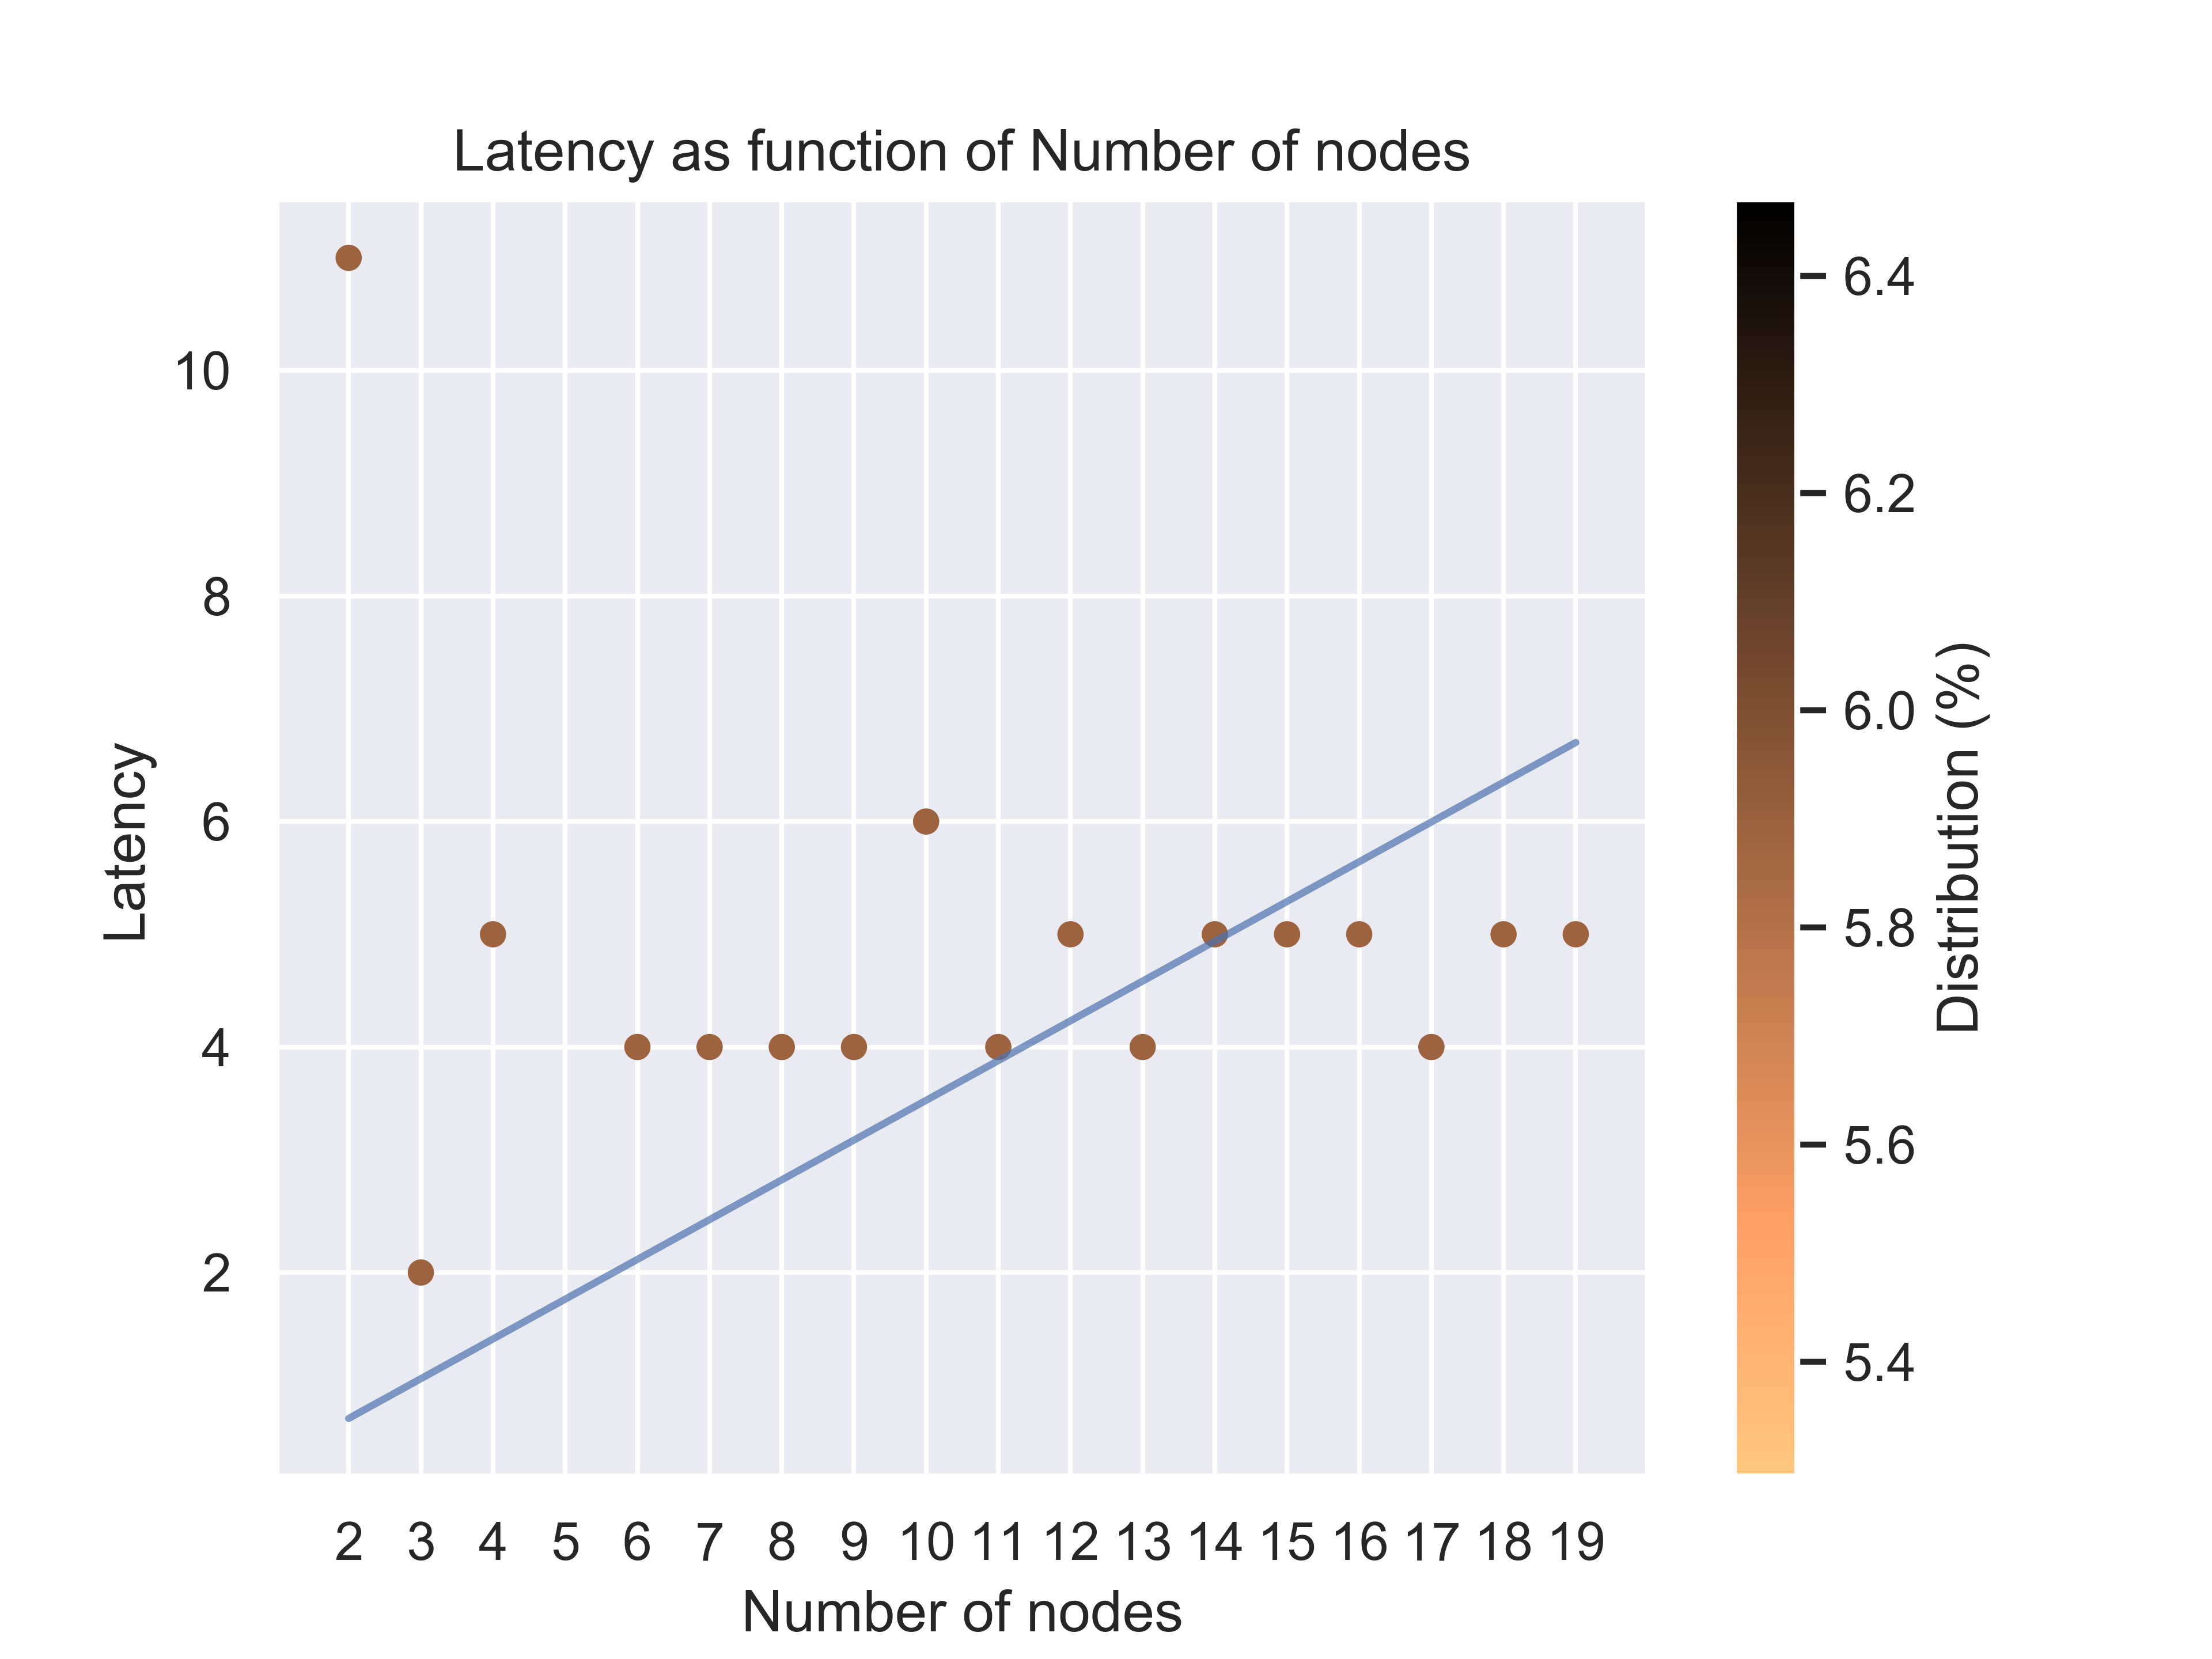 Latency as function of Number of nodes
10
8
6
4
2
Latency
2 3 4 5 6 7 8 9 10 11 12 13 14 15 16 17 18 19
Number of nodes
6.4
6.2
6.0
5.8
5.6
5.4
Distribution (%)